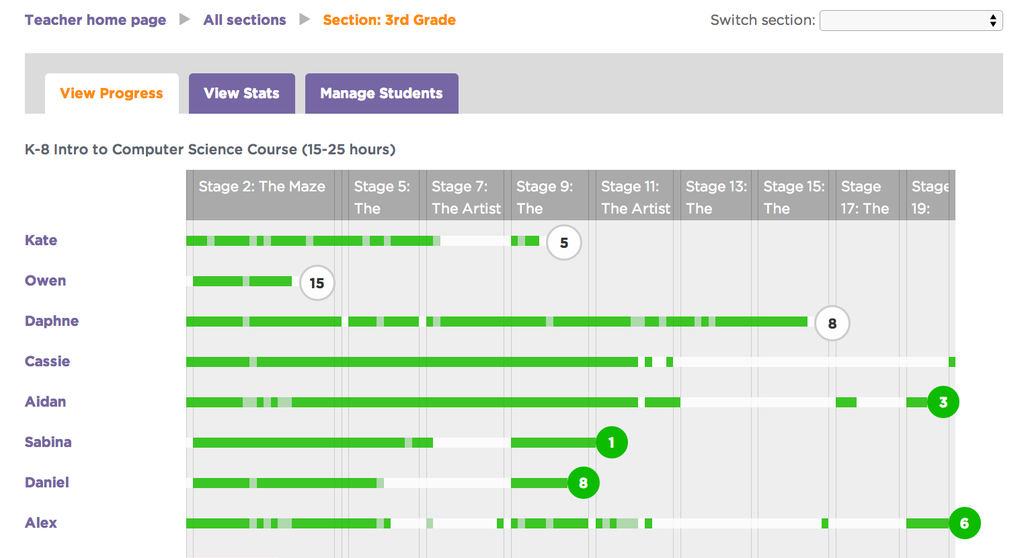 Teacher home page ▶ All sections ▶ Section: 3rd Grade Switch section:
View Progress View Stats Manage Students
K-8 Intro to Computer Science Course (15-25 hours)
Stage 2: The Maze Stage 5: Stage 7: Stage 9: Stage 11: Stage 13: Stage 15: Stage Stage
The The Artist The The Artist The The 17: The 19:
Kate 5
Owen 15
Daphne 8
Cassie
Aidan 3
Sabina 1
Daniel 8
Alex 6